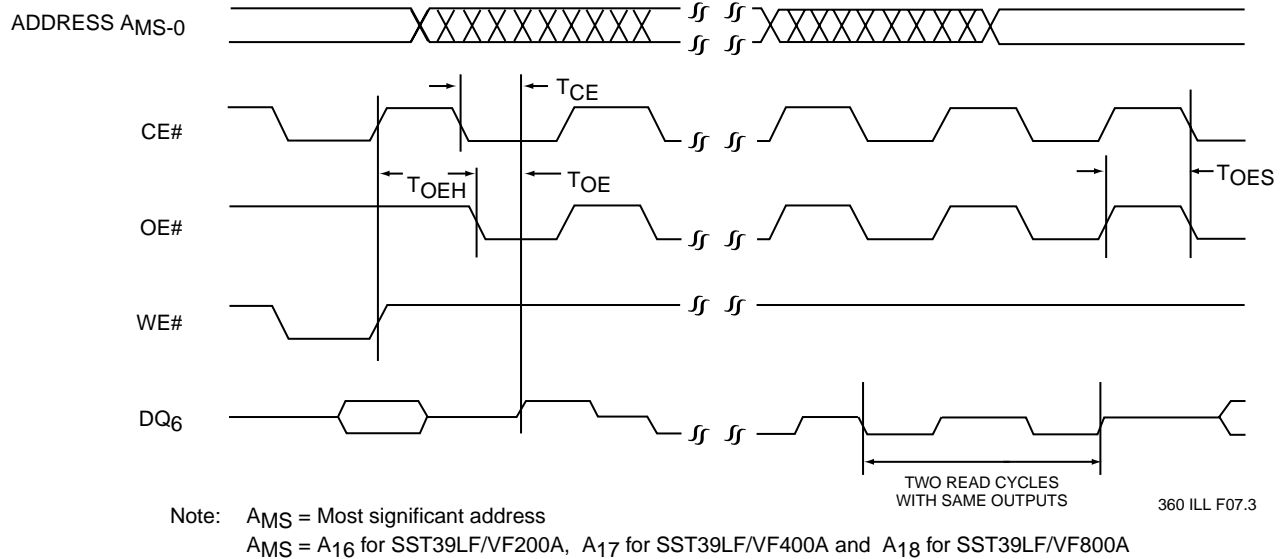 ADDRESS AMS-0
TCE
CE#
TOEH
TOE
TOES
OE#
WE#
DQ6
TWO READ CYCLES
WITH SAME OUTPUTS
360 ILL F07.3
Note: AMS = Most significant address
AMS = A16 for SST39LF/VF200A, A17 for SST39LF/VF400A and A18 for SST39LF/VF800A